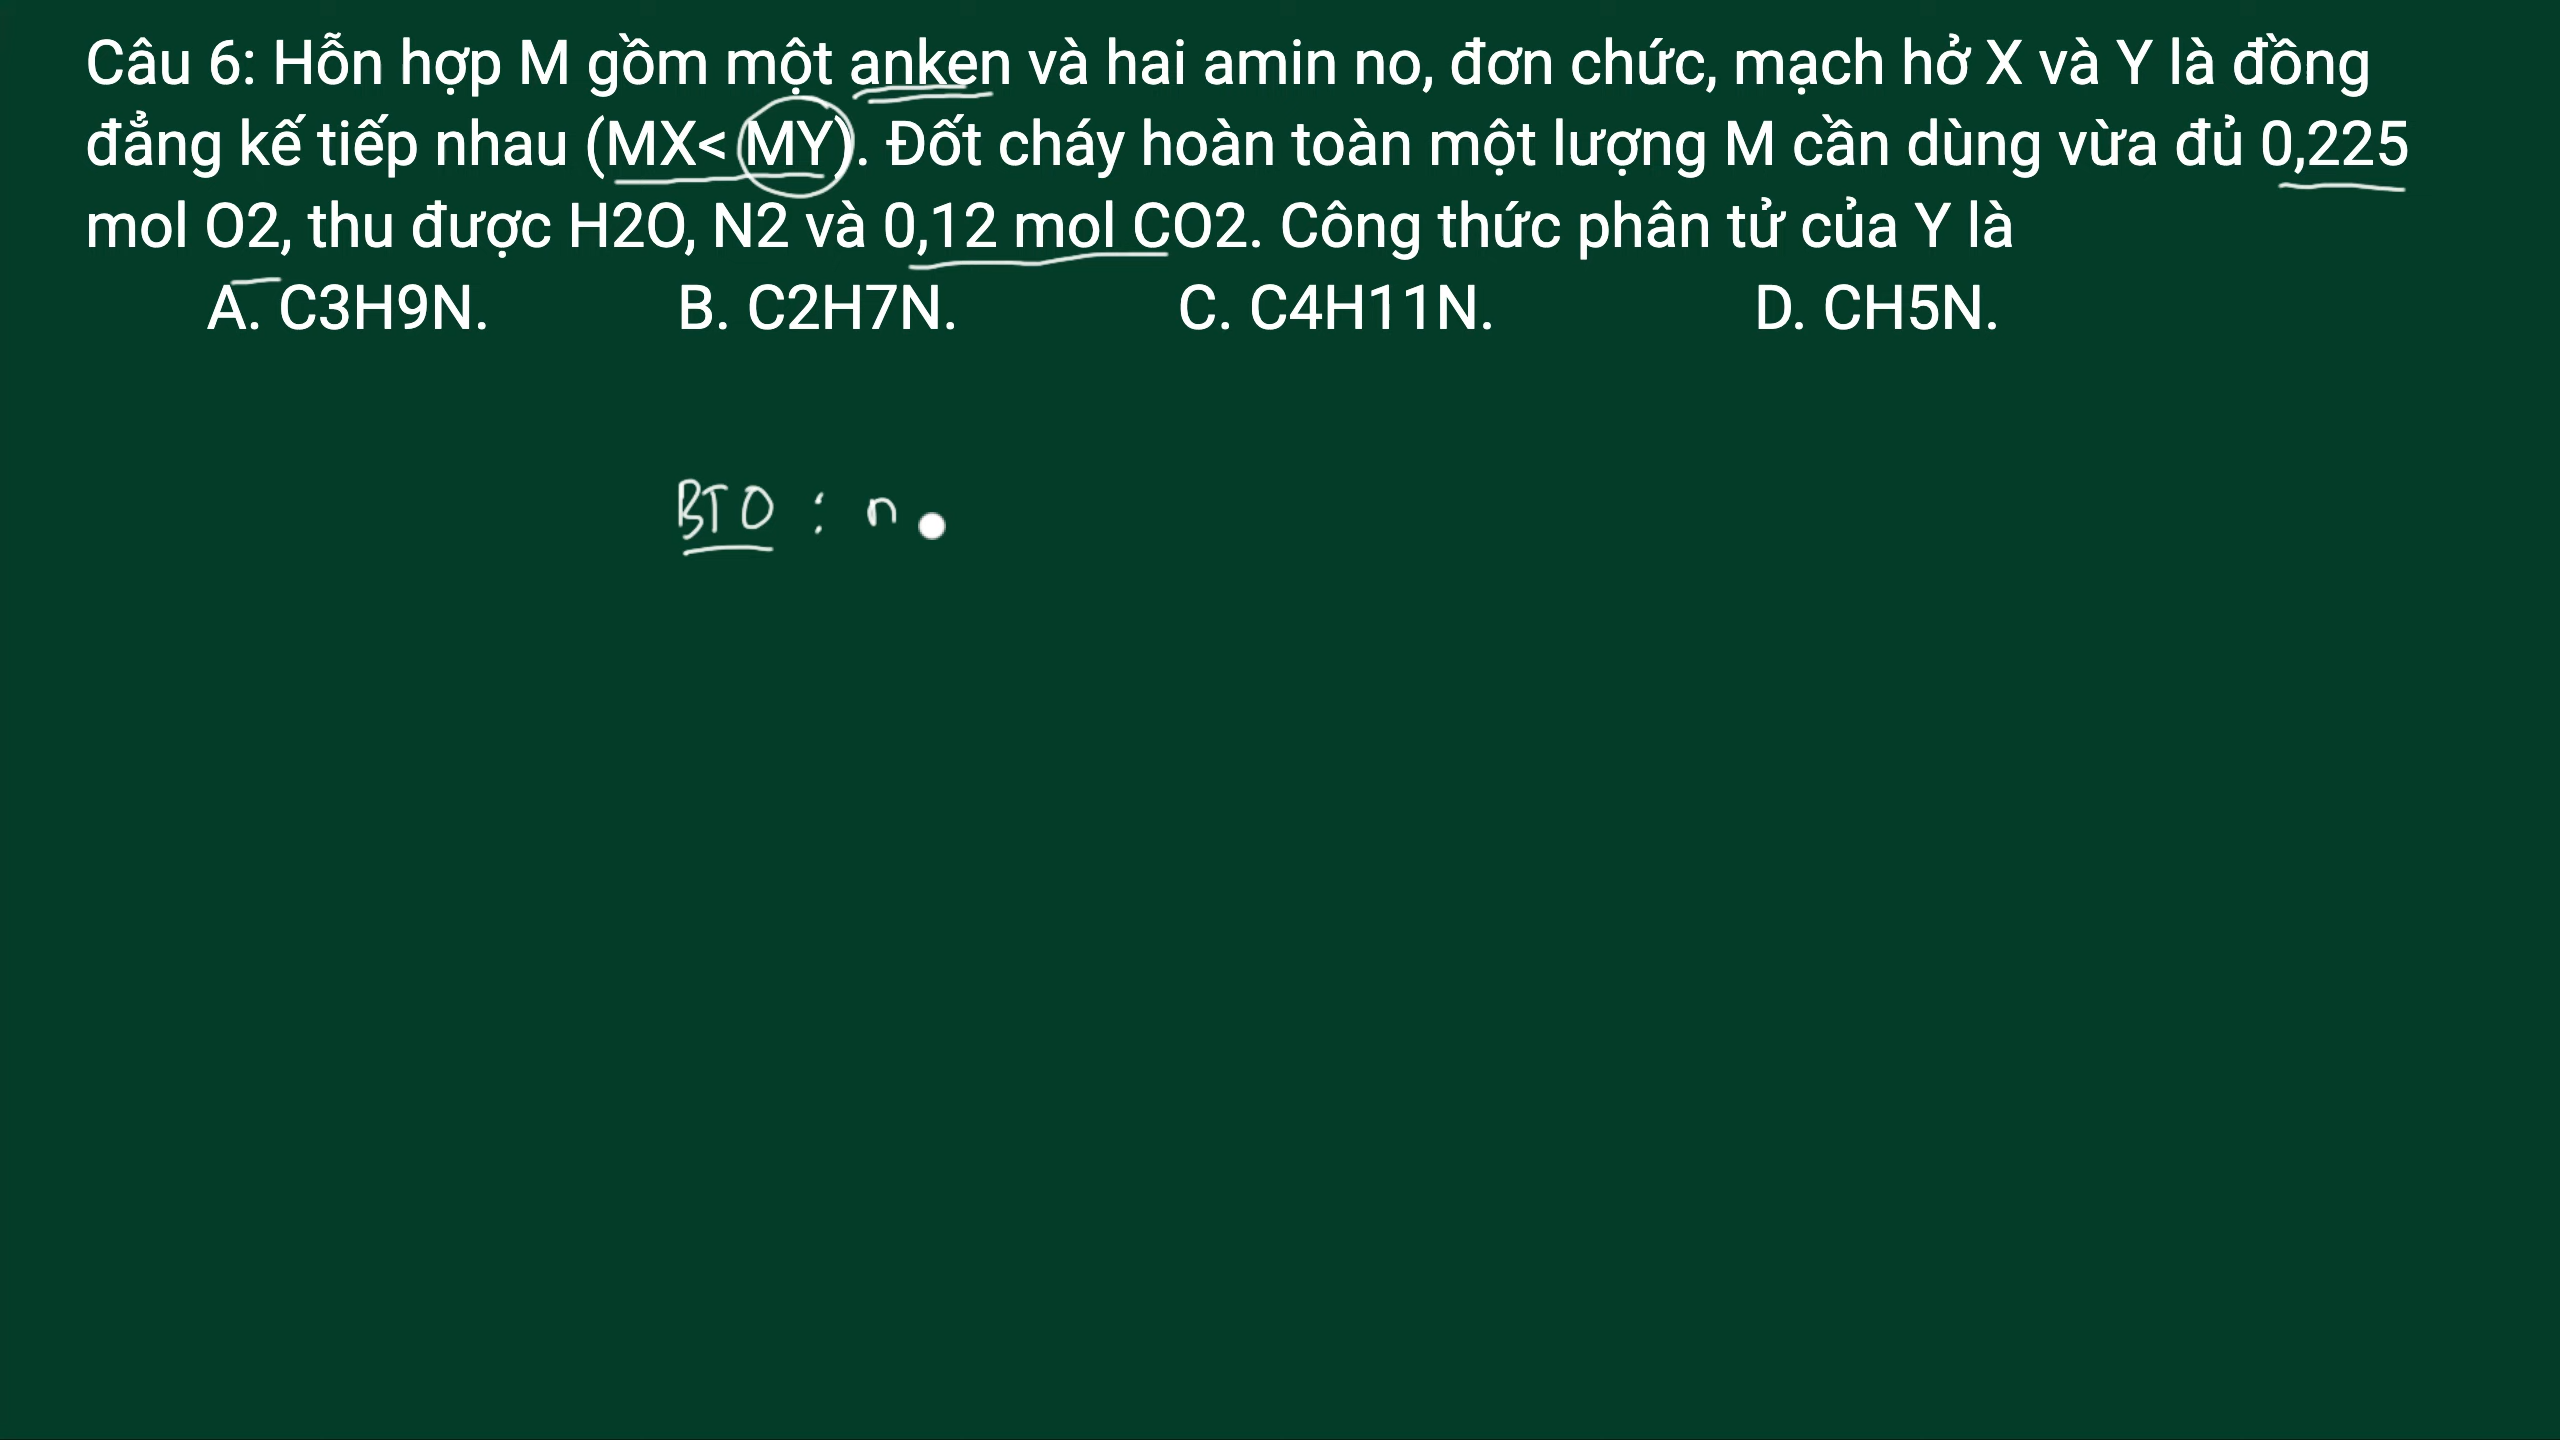 Câu 6: Hỗn hợp M gồm một anken và hai amin no, đơn chức, mạch hở X và Y là đồng
đẳng kế tiếp nhau (MX< MY). Đốt cháy hoàn toàn một lượng M cần dùng vừa đủ 0,225
mol O2, thu được H2O, N2 và 0,12 mol CO2. Công thức phân tử của Y là
A. C3H9N. B. C2H7N. C. C4H11N. D. CH5N.
BTO : n